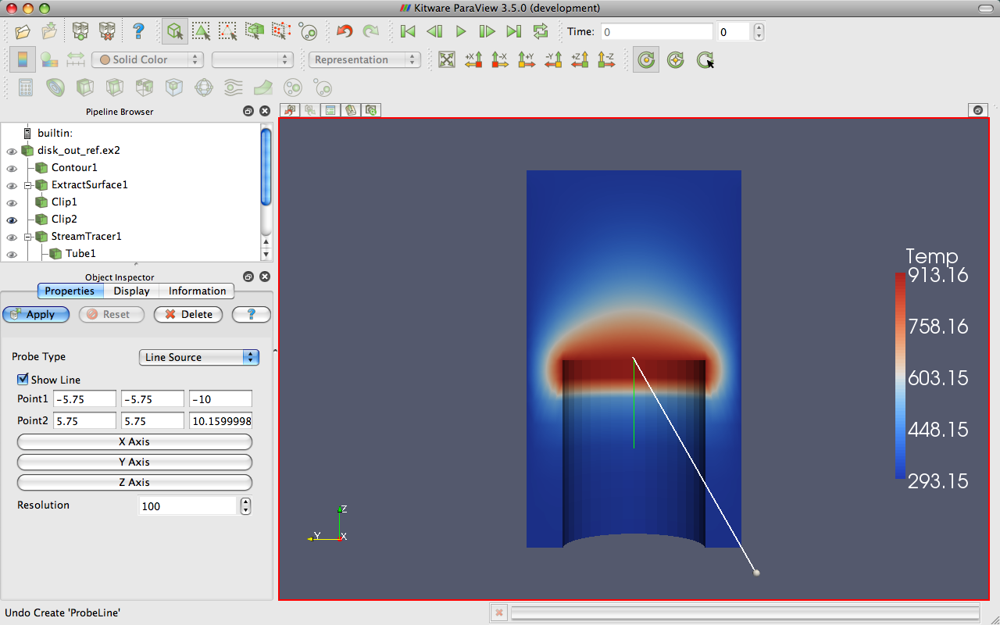 Kitware ParaView 3.5.0 (development)
Time: 0 0
Solid Color Representation +X -X +Y -Y +Z -Z
Pipeline Browser
builtin:
disk_out_ref.ex2
Contour1
ExtractSurface1
Clip1
Clip2
StreamTracer1
Tube1
Object Inspector
Properties Display Information
Apply Reset Delete ?
Probe Type Line Source
Show Line
Point1 -5.75 -5.75 -10
Point2 5.75 5.75 10.1599998
X Axis
Y Axis
Z Axis
Resolution 100
Temp
913.16
758.16
603.15
448.15
293.15
Z
Y X
Undo Create 'ProbeLine'